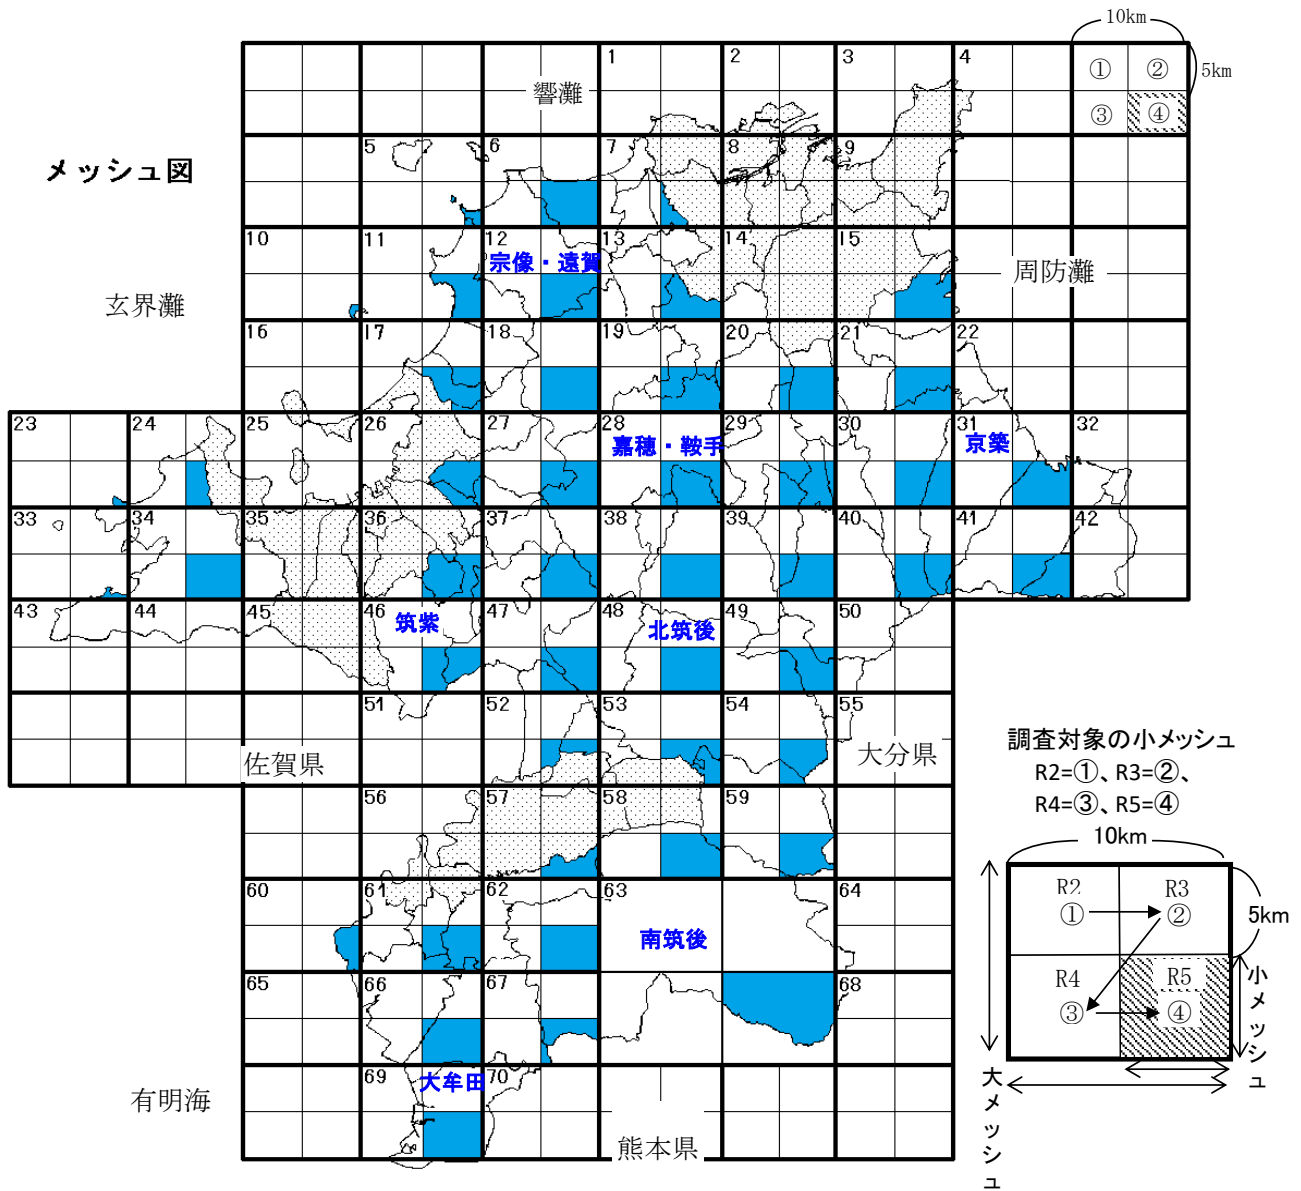 10km
1 2 3 4 ① ②
5km
響灘
③ ④
メッシュ図
5 6 7 8 9
10 11 12 13 14 15
宗像・遠賀
周防灘
玄界灘
16 17 18 19 20 21 22
23 24 25 26 27 28 29 30 31 32
嘉穂・鞍手
京築
33 34 35 36 37 38 39 40 41 42
43 44 45 46 47 48 49 50
筑紫
北筑後
51 52 53 54 55
佐賀県
大分県
調査対象の小メッシュ
R2=①、R3=②、
R4=③、R5=④
56 57 58 59
10km
60 61 62 63 64
R2 R3
① ②
5km
南筑後
65 66 67 68
R4 R5
③ ④
小メッシュ
大メッシュ
69 70
大牟田
有明海
熊本県